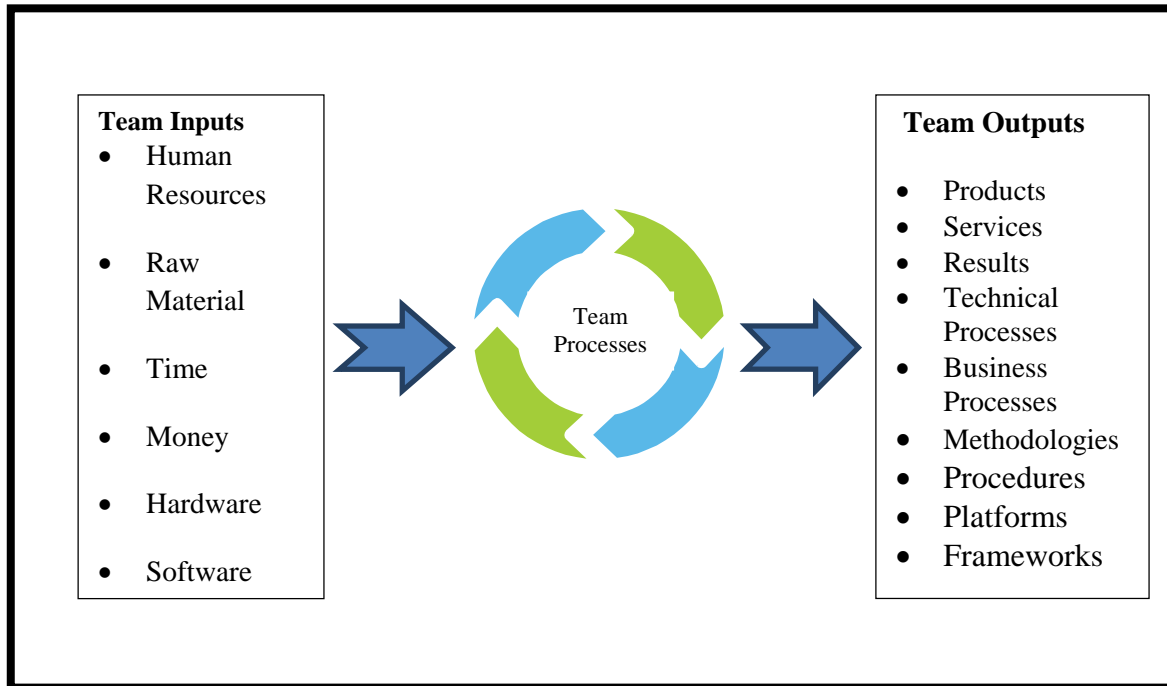 Team Inputs
• Human
Resources
• Raw
Material
• Time
• Money
• Hardware
• Software
Team
Processes
Team Outputs
• Products
• Services
• Results
• Technical
Processes
• Business
Processes
• Methodologies
• Procedures
• Platforms
• Frameworks